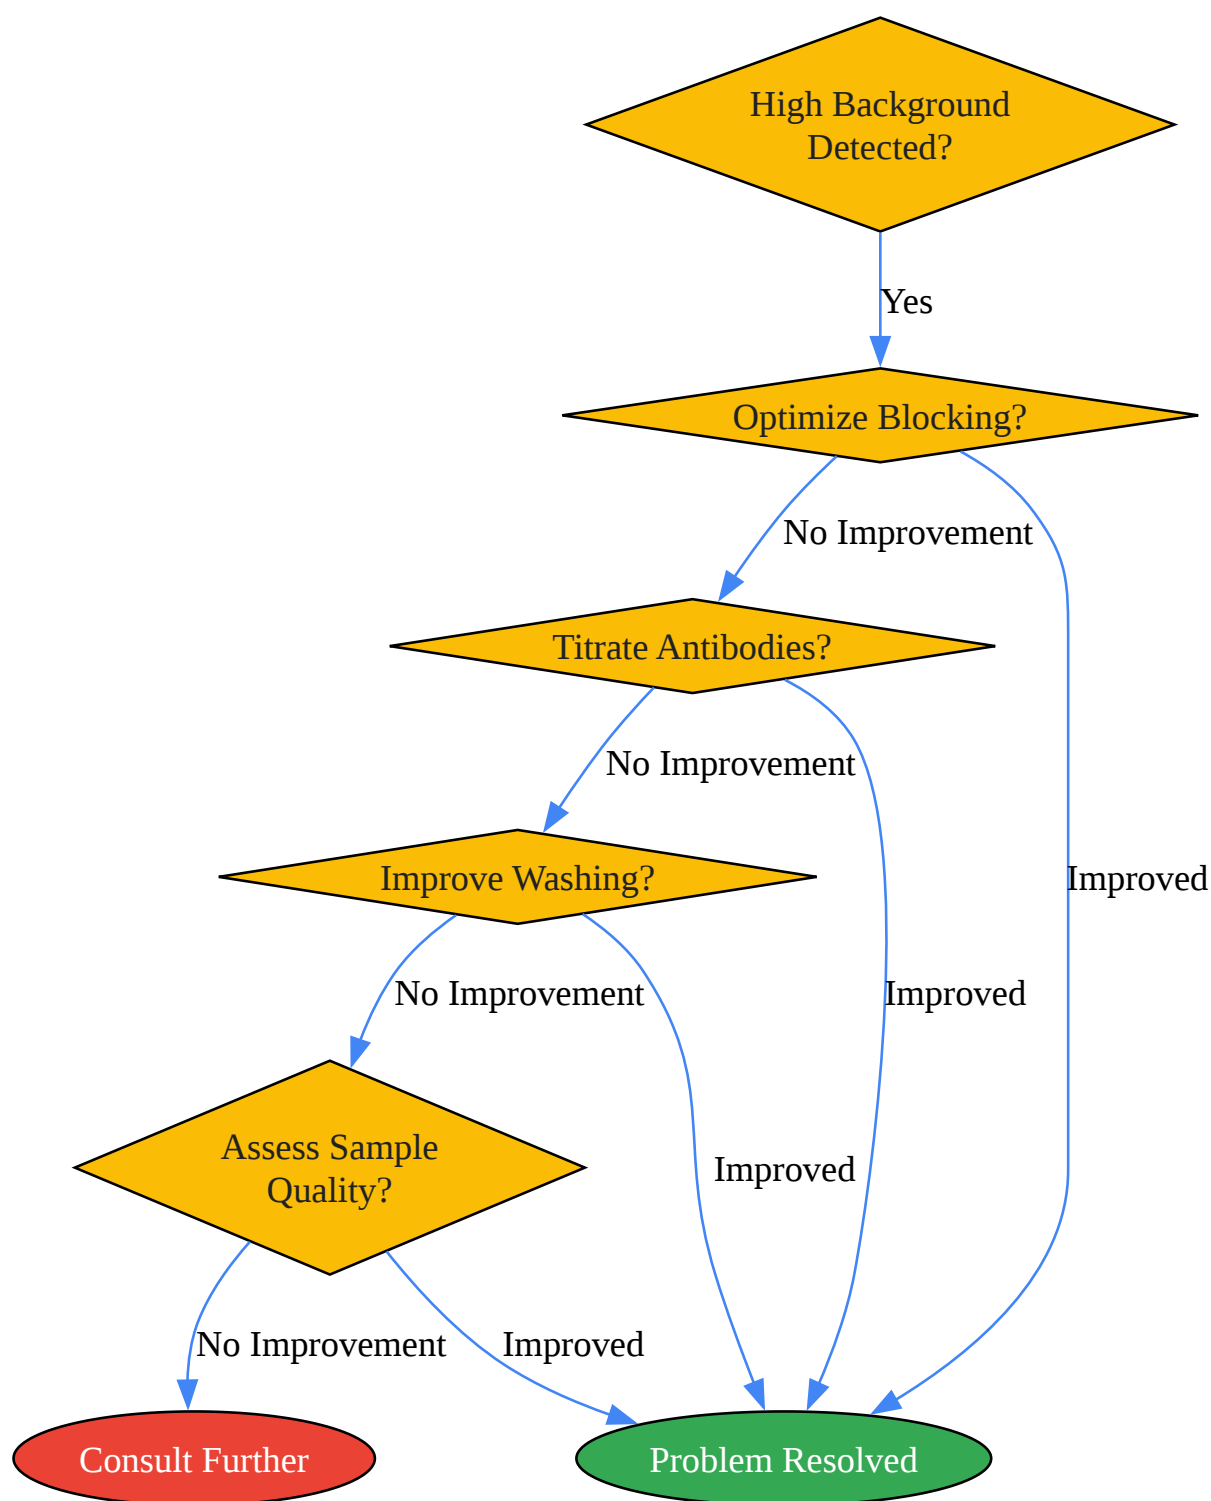 High Background
Detected?
Yes
Optimize Blocking?
No Improvement
Titrate Antibodies?
No Improvement
Improve Washing?
Improved
No Improvement
Improved
Assess Sample
Quality?
Improved
No Improvement
Improved
Consult Further
Problem Resolved